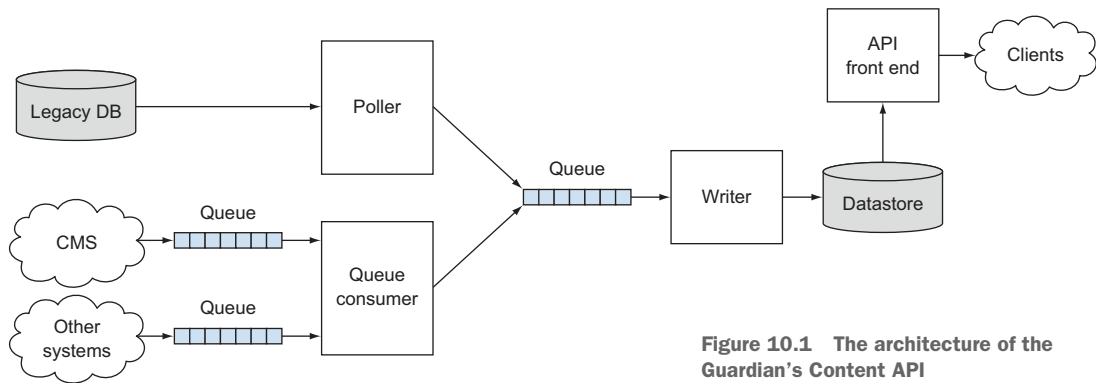 Legacy DB
Poller
CMS
Queue
Other
systems
Queue
Queue
consumer
Queue
Writer
Datastore
API
front end
Clients
Figure 10.1 The architecture of the
Guardian’s Content API